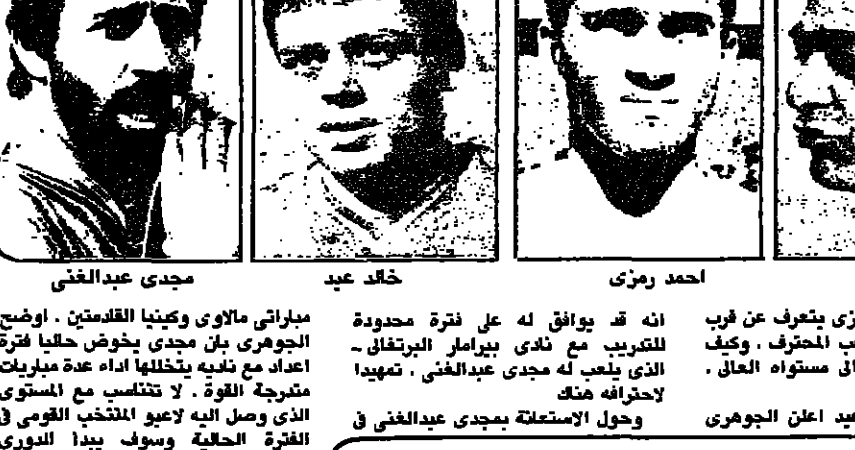 احمد رمزى
خالد عيد
مجدى عبدالغنى
زى يتعرف عن قرب
ب المحترف . وكيف
لى مستواه العالى .
عيد اعلن الجوهرى
انه قد يوافق له على فترة محدودة
للتدريب مع نادى بيرامار البرتغالى ــ
الذى يلعب له مجدى عبدالغنى . تمهيدا
لاحترافه هناك
وحول الاستعانة بمجدى عبدالغنى فى
مباراتى مالاوى وكينيا القادمتين . اوضح
الجوهرى بان مجدى يخوض حاليا فترة
اعداد مع ناديه يتخللها اداء عدة مباريات
متدرجة القوة . لا تتناسب مع المستوى
الذى وصل اليه لاعبو المنتخب القومى فى
الفترة الحالية وسوف يبدأ الدورى